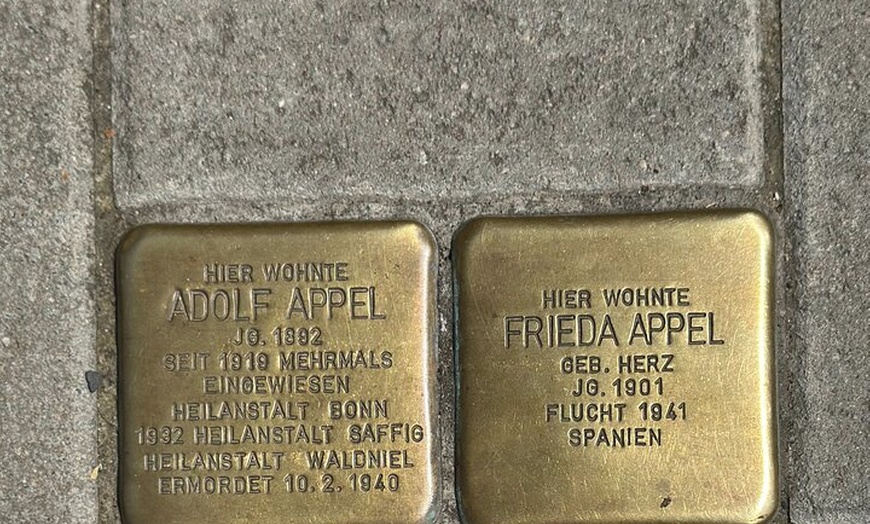 HIER WOHNTE
ADOLF APPEL
JG. 1892
SEIT 1919 MEHRMALS
EINGEWIESEN
HEILANSTALT BONN
1932 HEILANSTALT SAFFIG
HEILANSTALT WALDNIEL
ERMORDET 10.2.1940
HIER WOHNTE
FRIEDA APPEL
GEB. HERZ
JG. 1901
FLUCHT 1941
SPANIEN